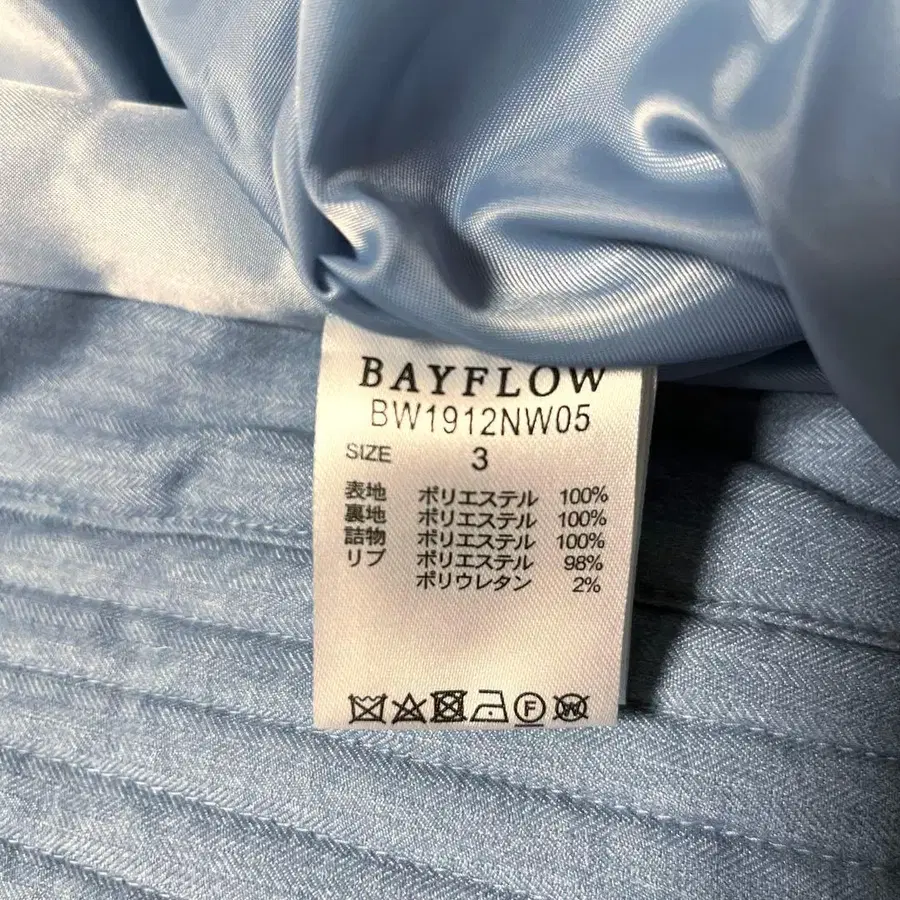 BAYFLOW
BW1912NW05
SIZE 3
表地 ポリエステル 100%
裏地 ポリエステル 100%
詰物 ポリエステル 100%
リブ ポリエステル 98%
ポリウレタン 2%
F W